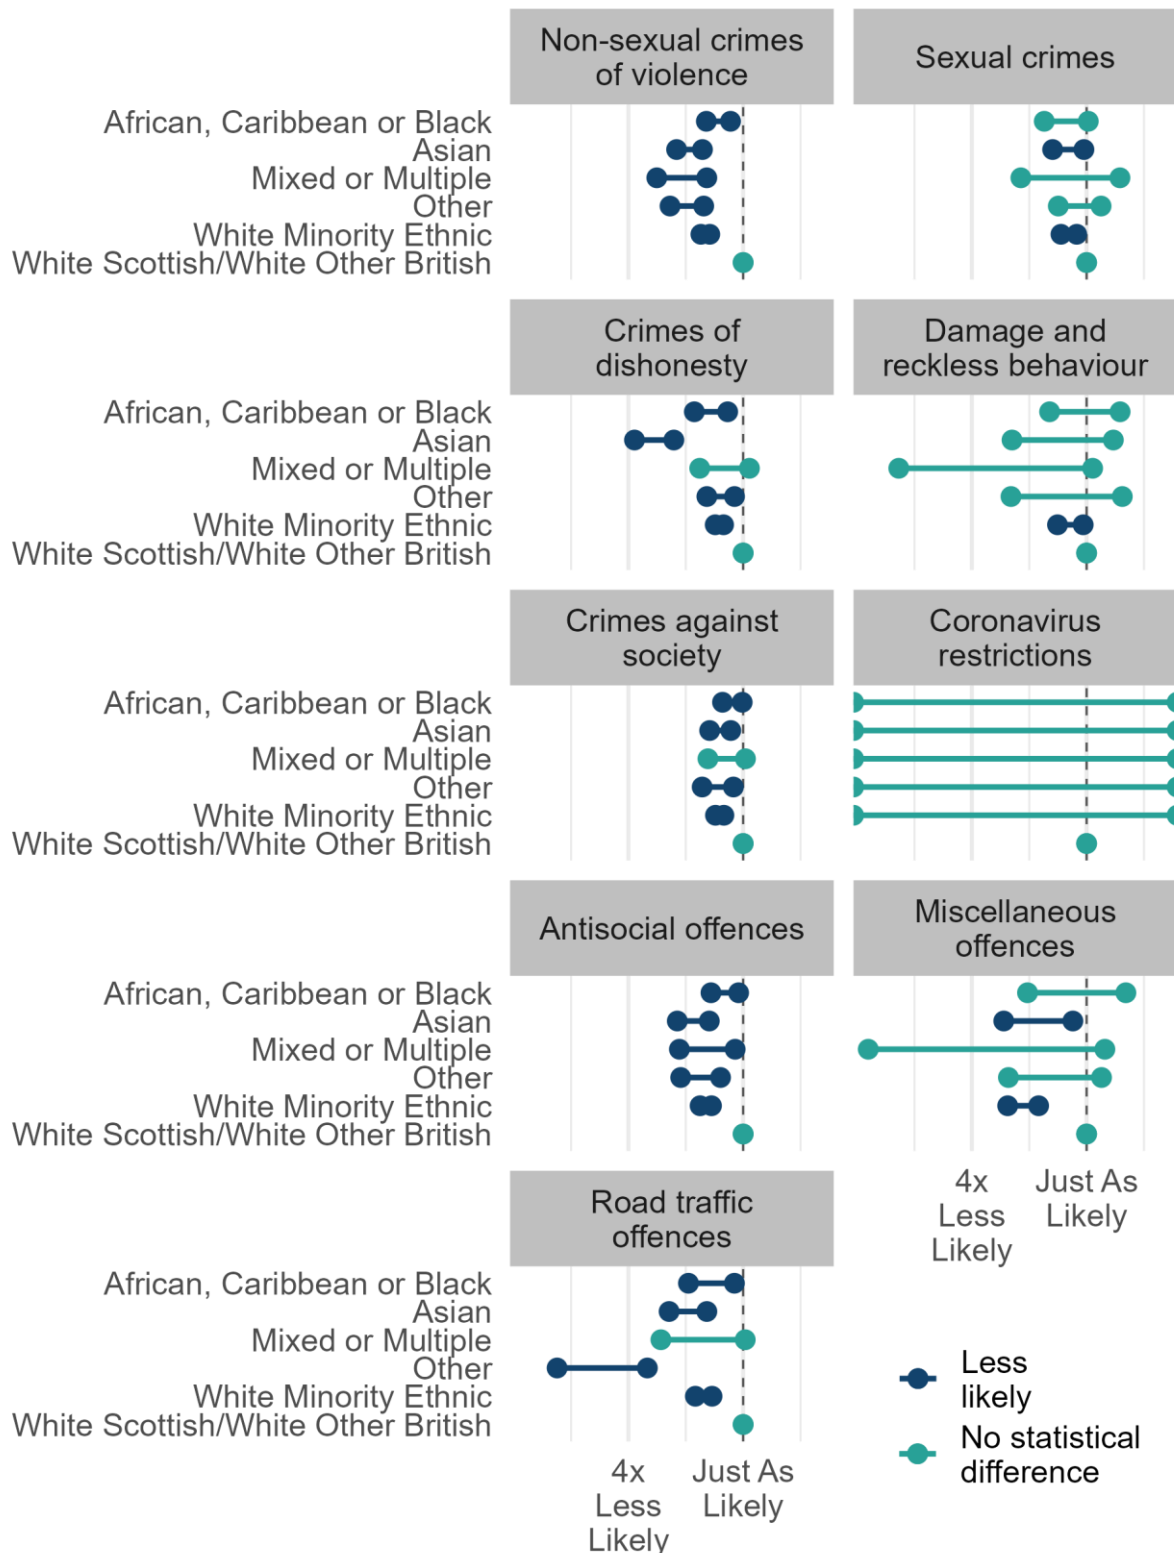 Non-sexual crimes
of violence
Sexual crimes
African, Caribbean or Black
Asian
Mixed or Multiple
Other
White Minority Ethnic
White Scottish/White Other British
Crimes of
dishonesty
Damage and
reckless behaviour
African, Caribbean or Black
Asian
Mixed or Multiple
Other
White Minority Ethnic
White Scottish/White Other British
Crimes against
society
Coronavirus
restrictions
African, Caribbean or Black
Asian
Mixed or Multiple
Other
White Minority Ethnic
White Scottish/White Other British
Antisocial offences
Miscellaneous
offences
African, Caribbean or Black
Asian
Mixed or Multiple
Other
White Minority Ethnic
White Scottish/White Other British
4x
Less
Likely
Just As
Likely
Road traffic
offences
African, Caribbean or Black
Asian
Mixed or Multiple
Other
White Minority Ethnic
White Scottish/White Other British
4x
Less
Likely
Just As
Likely
Less
likely
No statistical
difference